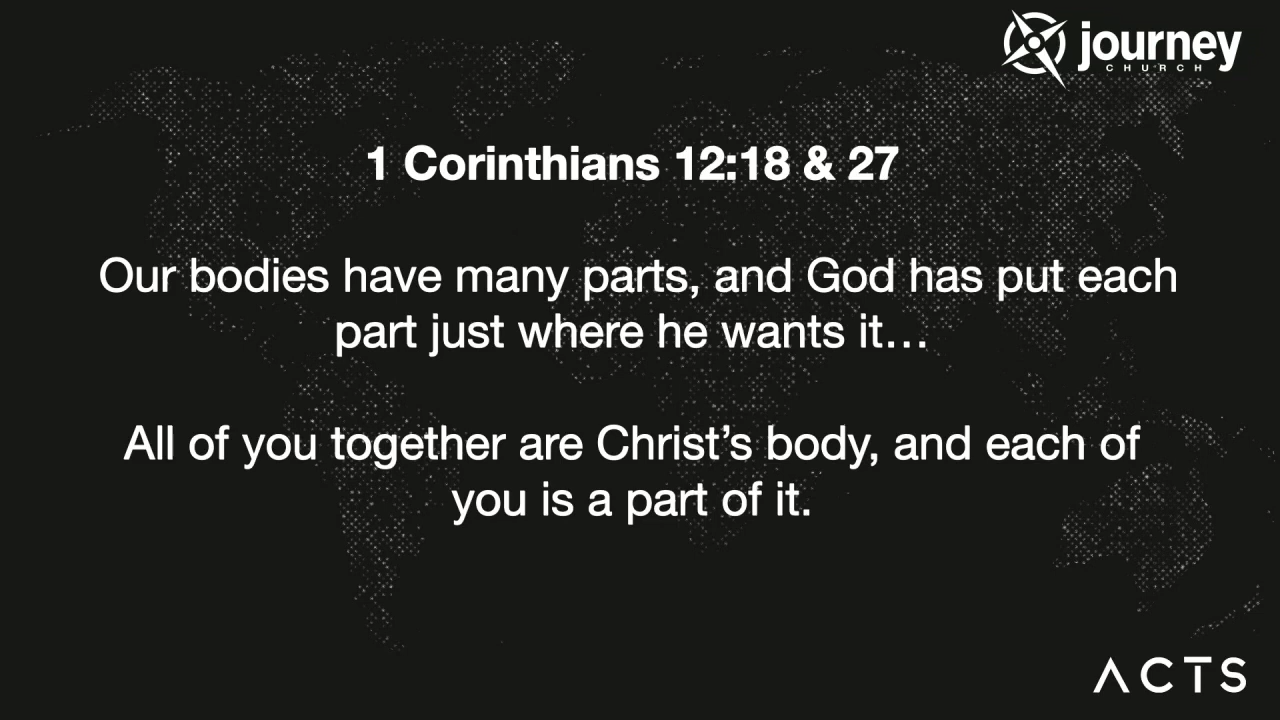 journey
CHURCH
1 Corinthians 12:18 & 27
Our bodies have many parts, and God has put each
part just where he wants it…
All of you together are Christ’s body, and each of
you is a part of it.
ACTS